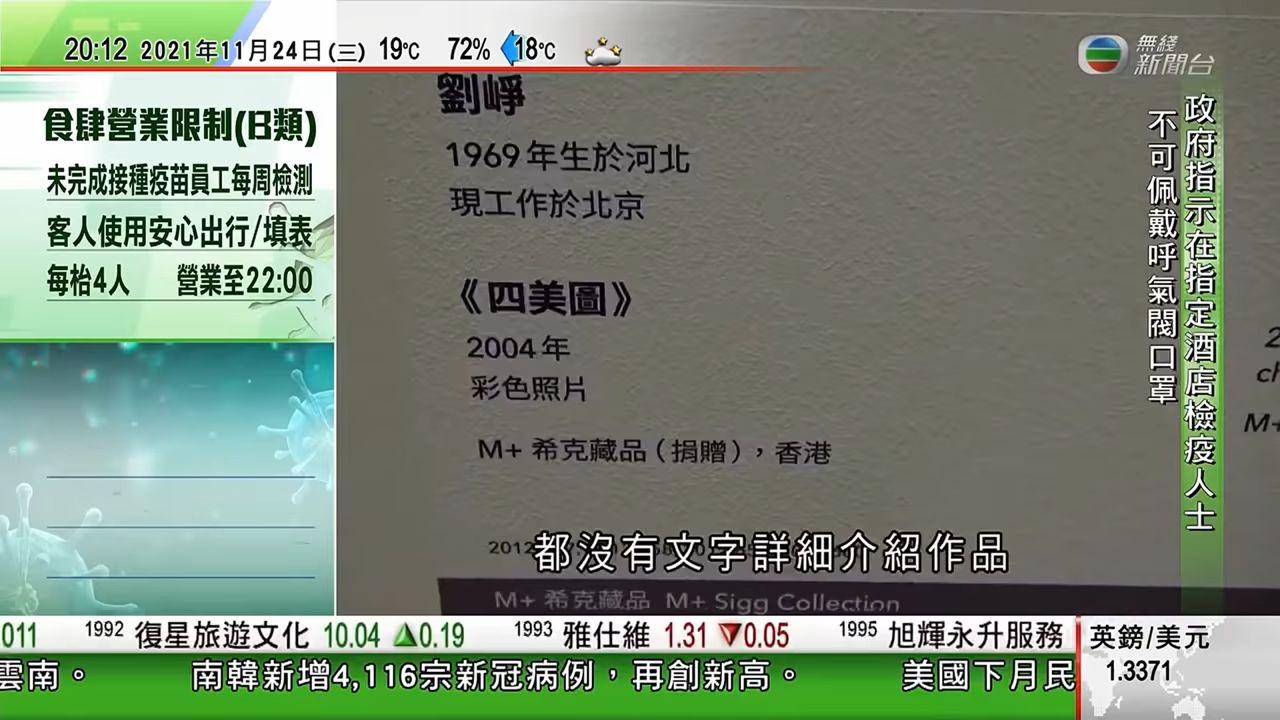 20:12 2021年11月24日(三) 19℃ 72% 18℃
無綫
新聞台
食肆營業限制(B類)
未完成接種疫苗員工每周檢測
客人使用安心出行/填表
每枱4人 營業至22:00
劉崢
1969年生於河北
現工作於北京
《四美圖》
2004年
彩色照片
M+ 希克藏品(捐贈),香港
2012
M+ 希克藏品 M+ Sigg Collection
都沒有文字詳細介紹作品
政府指示在指定酒店檢疫人士
不可佩戴呼氣閥口罩
2
ch
M+
011 1992 復星旅遊文化 10.04 ▲0.19 1993 雅仕維 1.31 ▼0.05 1995 旭輝永升服務
英鎊/美元
1.3371
雲南。 南韓新增4,116宗新冠病例,再創新高。 美國下月民